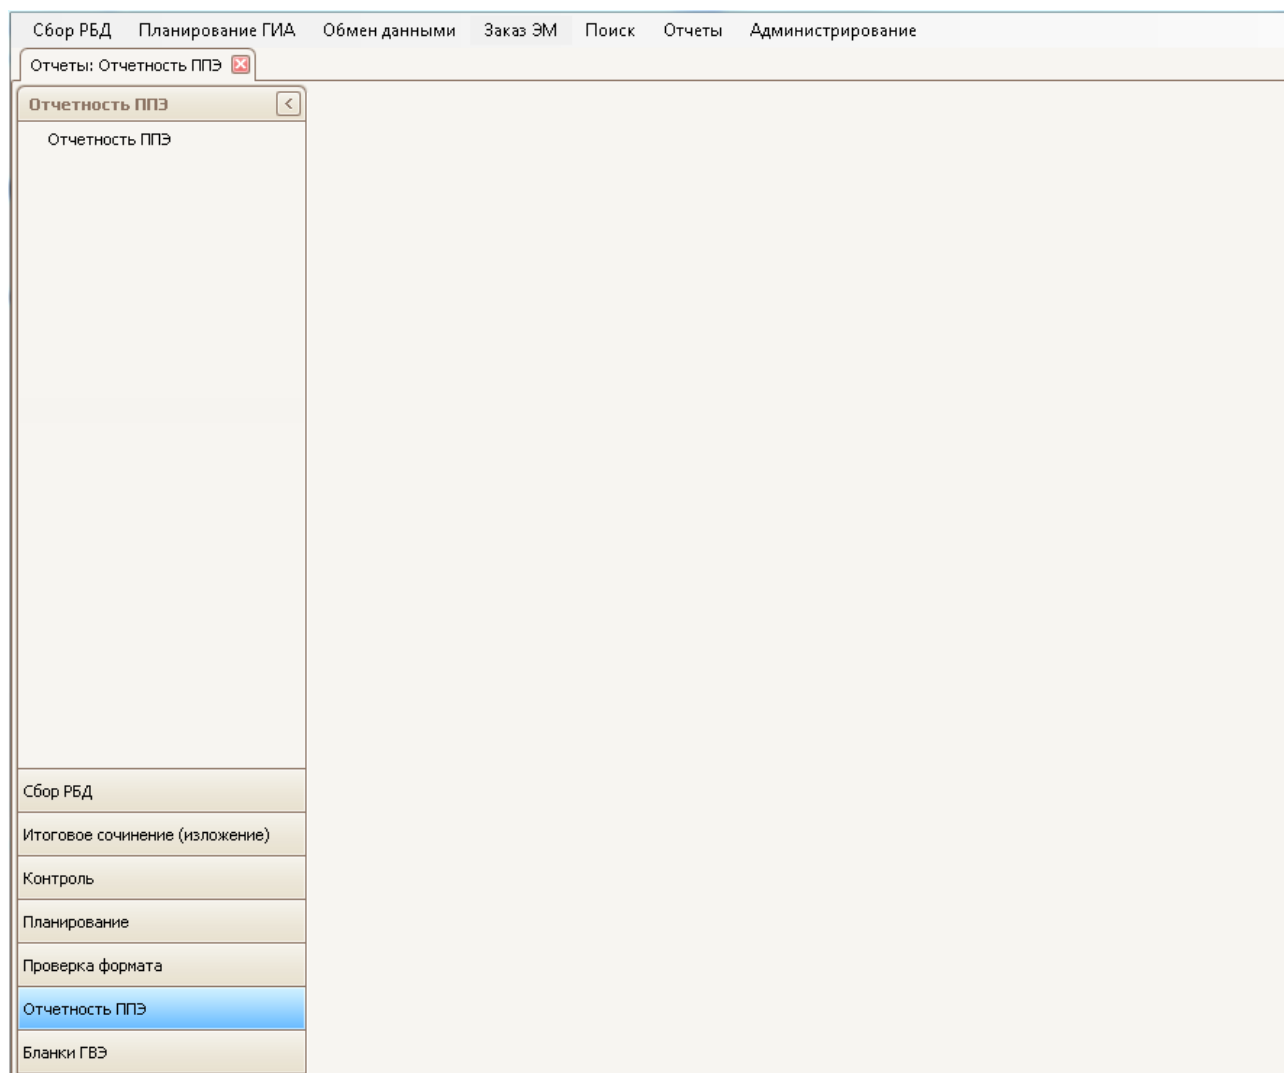 Сбор РБД Планирование ГИА Обмен данными Заказ ЭМ Поиск Отчеты Администрирование
Отчеты: Отчетность ППЭ
Отчетность ППЭ
Отчетность ППЭ
Сбор РБД
Итоговое сочинение (изложение)
Контроль
Планирование
Проверка формата
Отчетность ППЭ
Бланки ГВЭ